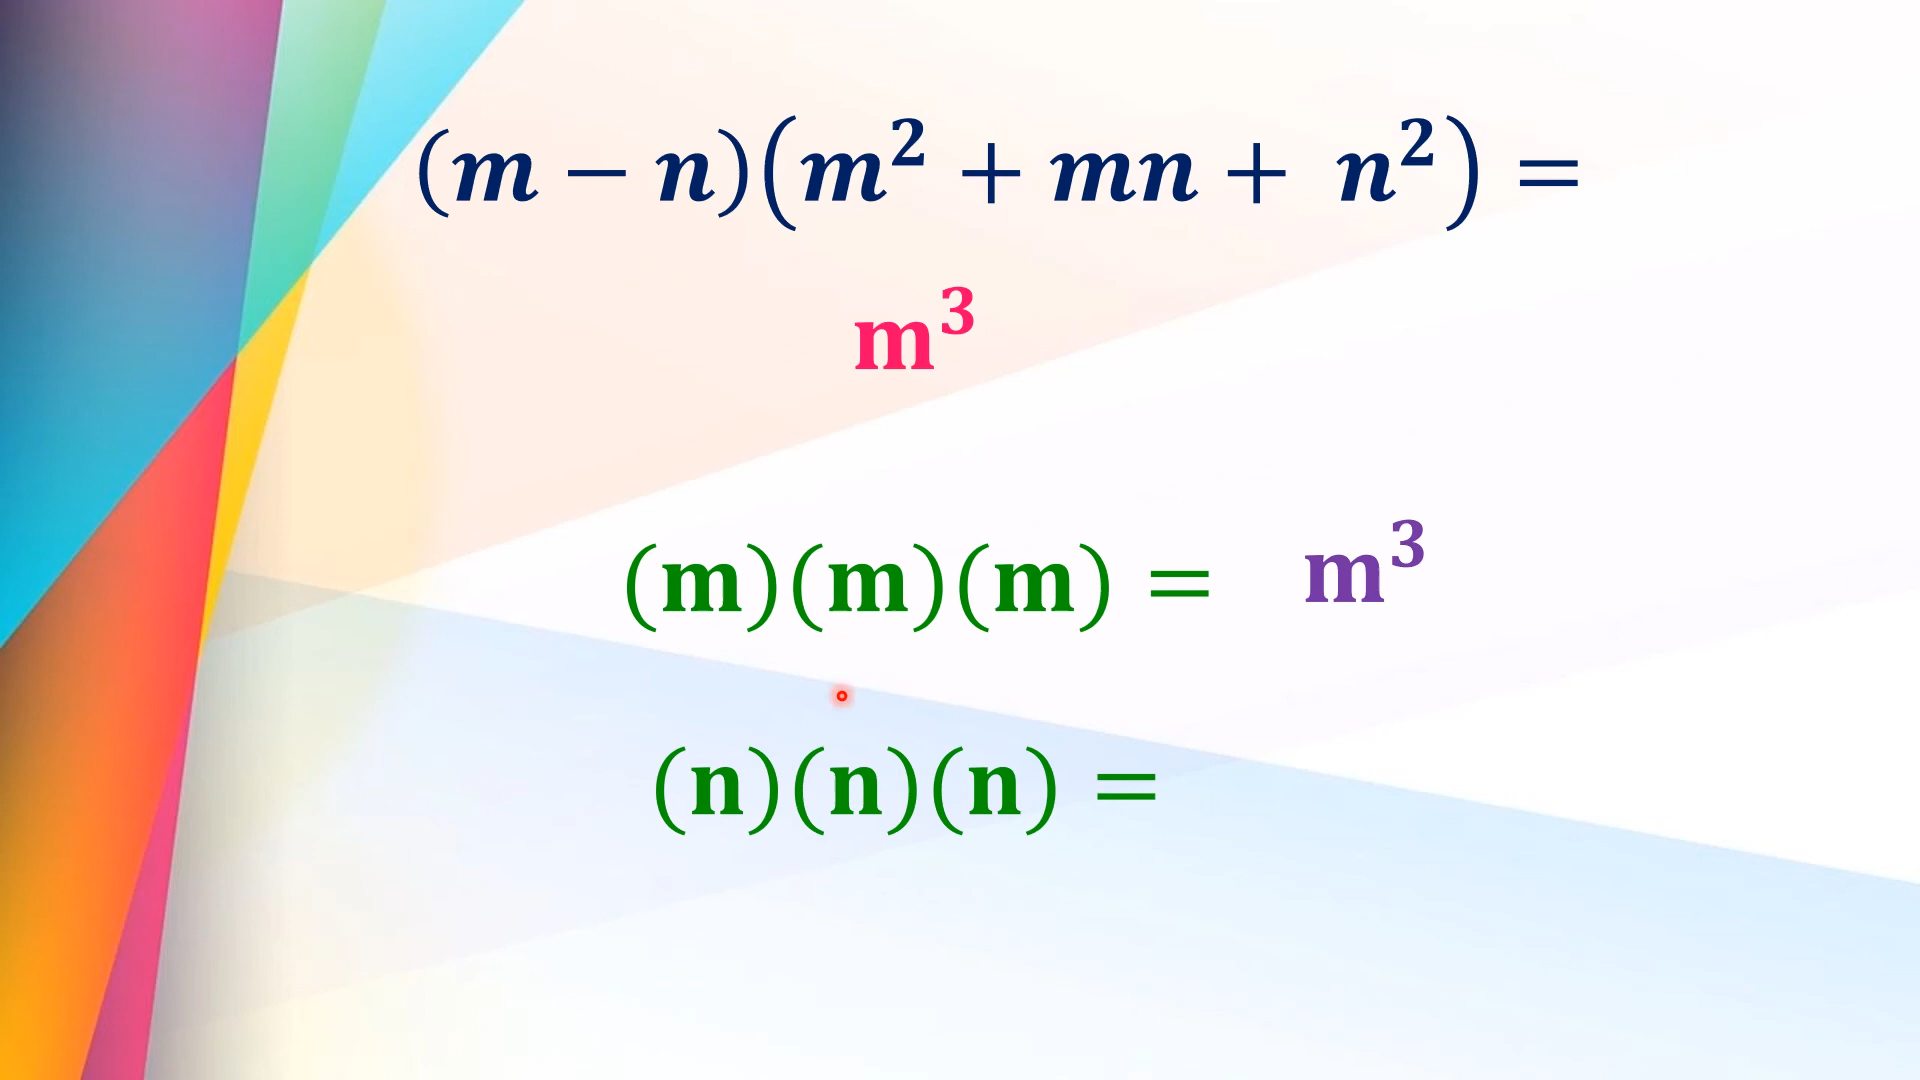 (m − n)(m² + mn + n²) =
m³
(m)(m)(m) = m³
(n)(n)(n) =